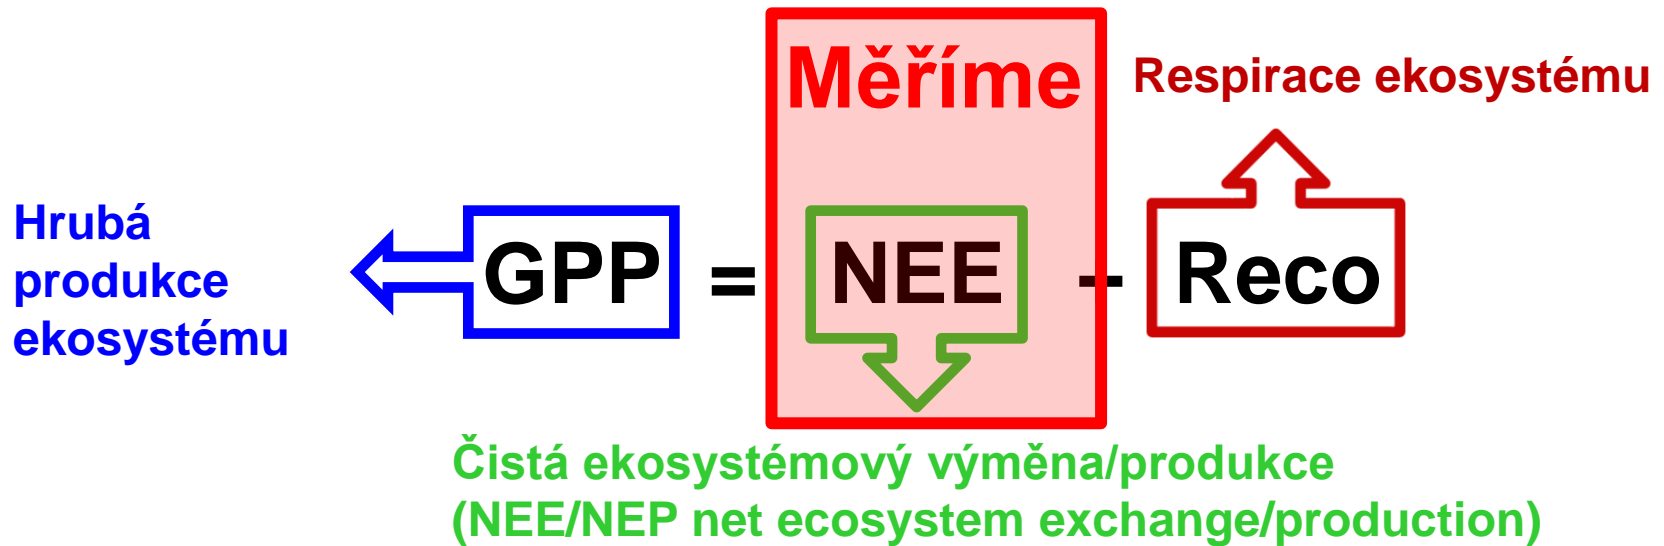 Měříme
Respirace ekosystému
Hrubá
produkce
ekosystému
GPP = NEE - Reco
Čistá ekosystémový výměna/produkce
(NEE/NEP net ecosystem exchange/production)